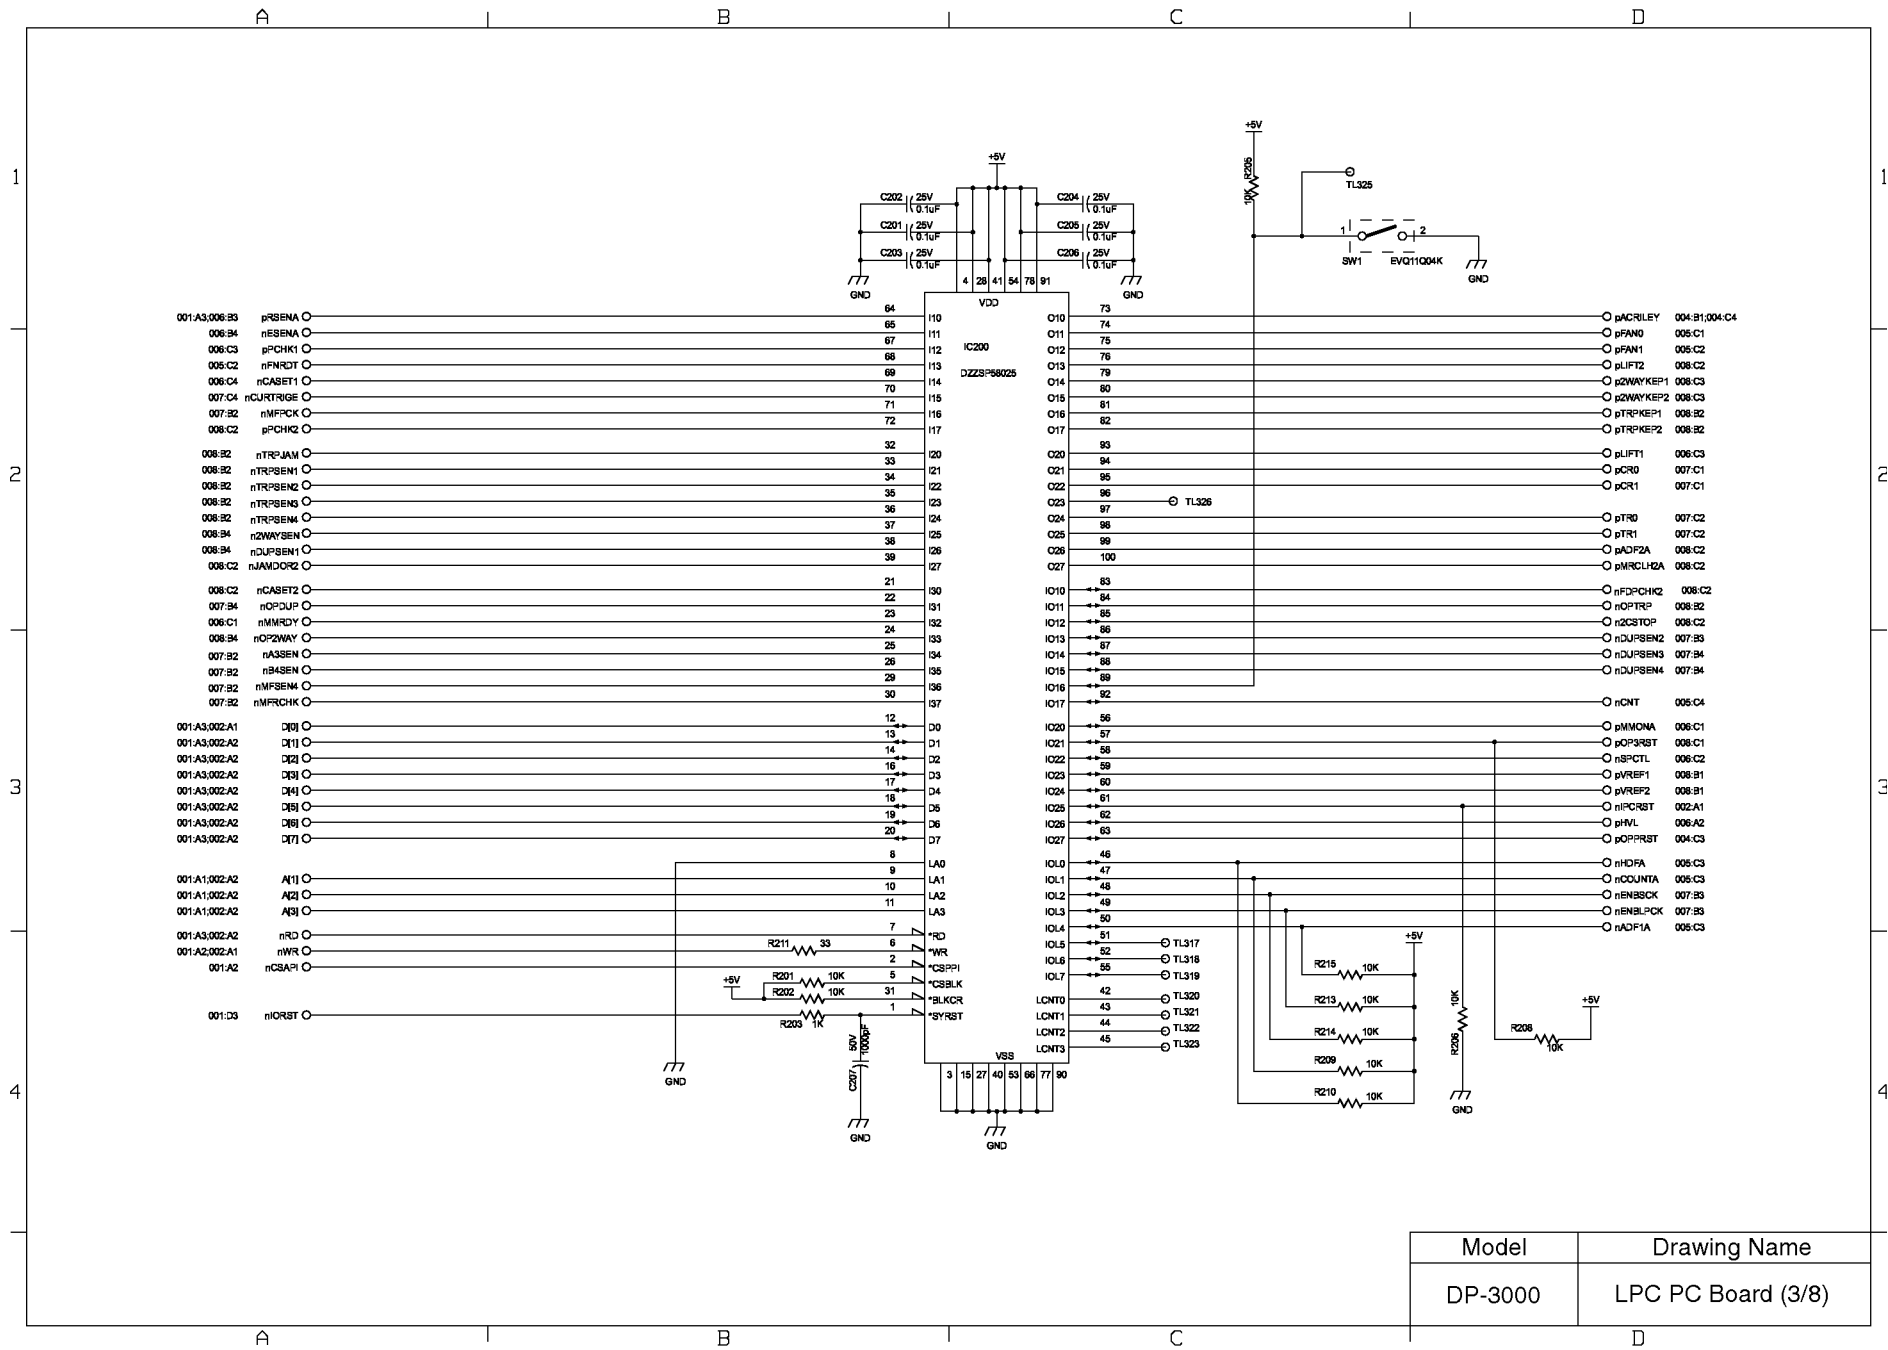 A B C D
1 1
2 2
3 3
4 4
+5V
R205
10K
TL325
1 2
SW1 EVQ11Q04K
GND
+5V
C202 25V 0.1uF
C201 25V 0.1uF
C203 25V 0.1uF
GND
C204 25V 0.1uF
C205 25V 0.1uF
C206 25V 0.1uF
GND
4 28 41 54 78 91
VDD
IC200
DZZSP58025
001:A3;006:B3 pRSENA 64 I10
006:B4 nESENA 65 I11
006:C3 pPCHK1 67 I12
005:C2 nFNRDT 68 I13
006:C4 nCASET1 69 I14
007:C4 nCURTRIGE 70 I15
007:B2 nMFPCK 71 I16
008:C2 pPCHK2 72 I17
008:B2 nTRPJAM 32 I20
008:B2 nTRPSEN1 33 I21
008:B2 nTRPSEN2 34 I22
008:B2 nTRPSEN3 35 I23
008:B2 nTRPSEN4 36 I24
008:B4 n2WAYSEN 37 I25
008:B4 nDUPSEN1 38 I26
008:C2 nJAMDOR2 39 I27
008:C2 nCASET2 21 I30
007:B4 nOPDUP 22 I31
006:C1 nMMRDY 23 I32
008:B4 nOP2WAY 24 I33
007:B2 nA3SEN 25 I34
007:B2 nB4SEN 26 I35
007:B2 nMFSEN4 29 I36
007:B2 nMFRCHK 30 I37
001:A3;002:A1 D[0] 12 D0
001:A3;002:A2 D[1] 13 D1
001:A3;002:A2 D[2] 14 D2
001:A3;002:A2 D[3] 16 D3
001:A3;002:A2 D[4] 17 D4
001:A3;002:A2 D[5] 18 D5
001:A3;002:A2 D[6] 19 D6
001:A3;002:A2 D[7] 20 D7
8 LA0
001:A1;002:A2 A[1] 9 LA1
001:A1;002:A2 A[2] 10 LA2
001:A1;002:A2 A[3] 11 LA3
001:A3;002:A2 nRD 7 *RD
001:A2;002:A1 nWR R211 33 6 *WR
001:A2 nCSAPI 2 *CSPPI
+5V R201 10K 5 *CSBLK
R202 10K 31 *BLKCR
001:D3 nIORST R203 1K 1 *SYRST
C207 50V 1000pF
GND
GND
VSS
3 15 27 40 53 66 77 90
GND
O10 73 pACRILEY 004:B1;004:C4
O11 74 pFAN0 005:C1
O12 75 pFAN1 005:C2
O13 76 pLIFT2 008:C2
O14 79 p2WAYKEP1 008:C3
O15 80 p2WAYKEP2 008:C3
O16 81 pTRPKEP1 008:B2
O17 82 pTRPKEP2 008:B2
O20 93 pLIFT1 006:C3
O21 94 pCR0 007:C1
O22 95 pCR1 007:C1
O23 96 TL326
O24 97 pTR0 007:C2
O25 98 pTR1 007:C2
O26 99 pADF2A 008:C2
O27 100 pMRCLH2A 008:C2
IO10 83 nFDPCHK2 008:C2
IO11 84 nOPTRP 008:B2
IO12 85 n2CSTOP 008:C2
IO13 86 nDUPSEN2 007:B3
IO14 87 nDUPSEN3 007:B4
IO15 88 nDUPSEN4 007:B4
IO16 89
IO17 92 nCNT 005:C4
IO20 56 pMMONA 006:C1
IO21 57 pOP3RST 008:C1
IO22 58 nSPCTL 006:C2
IO23 59 pVREF1 008:B1
IO24 60 pVREF2 008:B1
IO25 61 nIPCRST 002:A1
IO26 62 pHVL 006:A2
IO27 63 pOPPRST 004:C3
IOL0 46 nHDFA 005:C3
IOL1 47 nCOUNTA 005:C3
IOL2 48 nENBSCK 007:B3
IOL3 49 nENBLPCK 007:B3
IOL4 50 nADF1A 005:C3
IOL5 51 TL317
IOL6 52 TL318
IOL7 55 TL319
LCNT0 42 TL320
LCNT1 43 TL321
LCNT2 44 TL322
LCNT3 45 TL323
+5V
R215 10K
R213 10K
R214 10K
R209 10K
R210 10K
10K
R206
GND
+5V
R208
10K
Model Drawing Name
DP-3000 LPC PC Board (3/8)
A B C D